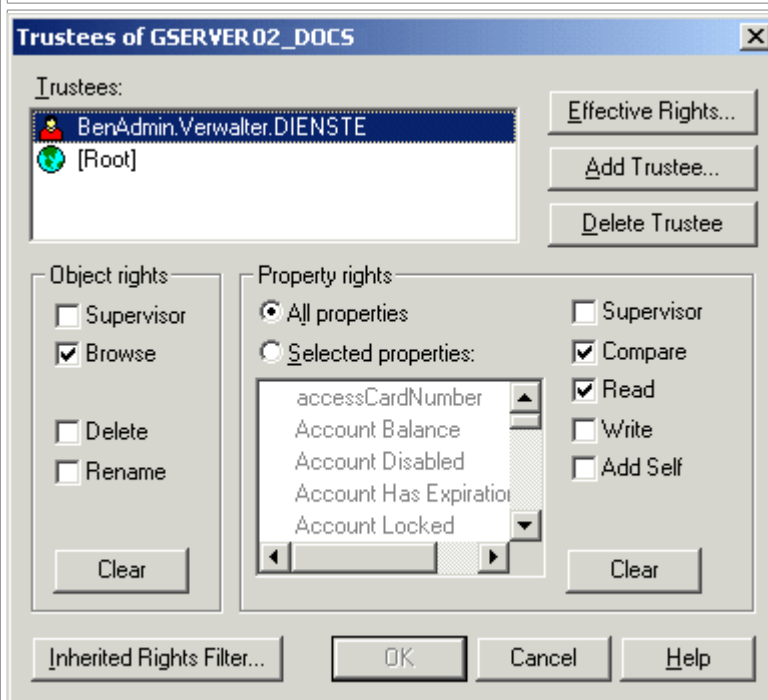 Trustees of GSERVER02_DOCS
Trustees:
BenAdmin.Verwalter.DIENSTE
[Root]
Effective Rights...
Add Trustee...
Delete Trustee
Object rights
Supervisor
Browse
Delete
Rename
Clear
Property rights
All properties
Selected properties:
accessCardNumber
Account Balance
Account Disabled
Account Has Expiration
Account Locked
Supervisor
Compare
Read
Write
Add Self
Clear
Inherited Rights Filter...
OK
Cancel
Help